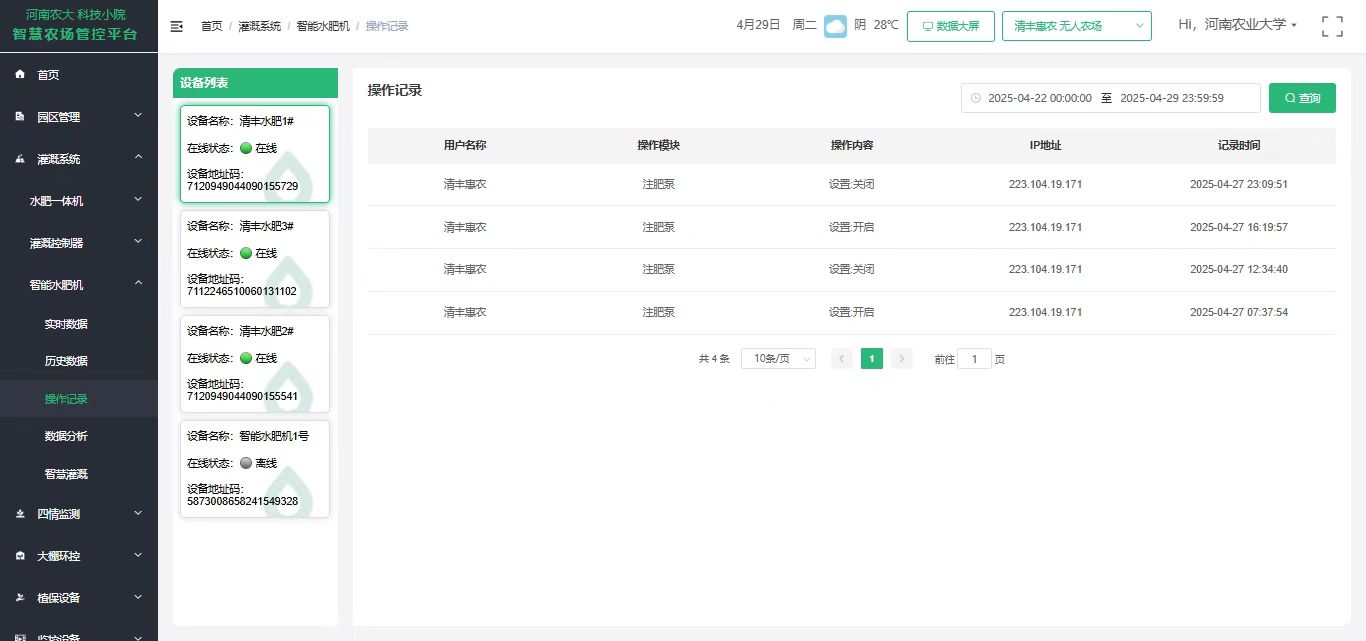 河南农大 科技小院
智慧农场管控平台
首页 / 灌溉系统 / 智能水肥机 / 操作记录
4月29日 周二 阴 28℃ 数据大屏 清丰惠农 无人农场 Hi，河南农业大学
首页
园区管理
灌溉系统
水肥一体机
灌溉控制器
智能水肥机
实时数据
历史数据
操作记录
数据分析
智慧灌溉
四情监测
大棚环控
植保设备
监控设备
设备列表
设备名称：清丰水肥1#
在线状态：在线
设备地址码：
7120949044090155729
设备名称：清丰水肥3#
在线状态：在线
设备地址码：
7112246510060131102
设备名称：清丰水肥2#
在线状态：在线
设备地址码：
7120949044090155541
设备名称：智能水肥机1号
在线状态：离线
设备地址码：
5873008658241549328
操作记录
2025-04-22 00:00:00 至 2025-04-29 23:59:59 查询
用户名称 操作模块 操作内容 IP地址 记录时间
清丰惠农 注肥泵 设置:关闭 223.104.19.171 2025-04-27 23:09:51
清丰惠农 注肥泵 设置:开启 223.104.19.171 2025-04-27 16:19:57
清丰惠农 注肥泵 设置:关闭 223.104.19.171 2025-04-27 12:34:40
清丰惠农 注肥泵 设置:开启 223.104.19.171 2025-04-27 07:37:54
共 4 条 10条/页 1 前往 1 页